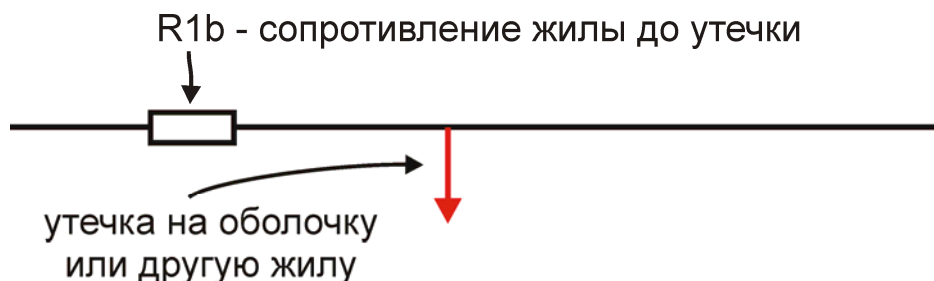 R1b - сопротивление жилы до утечки
утечка на оболочку
или другую жилу